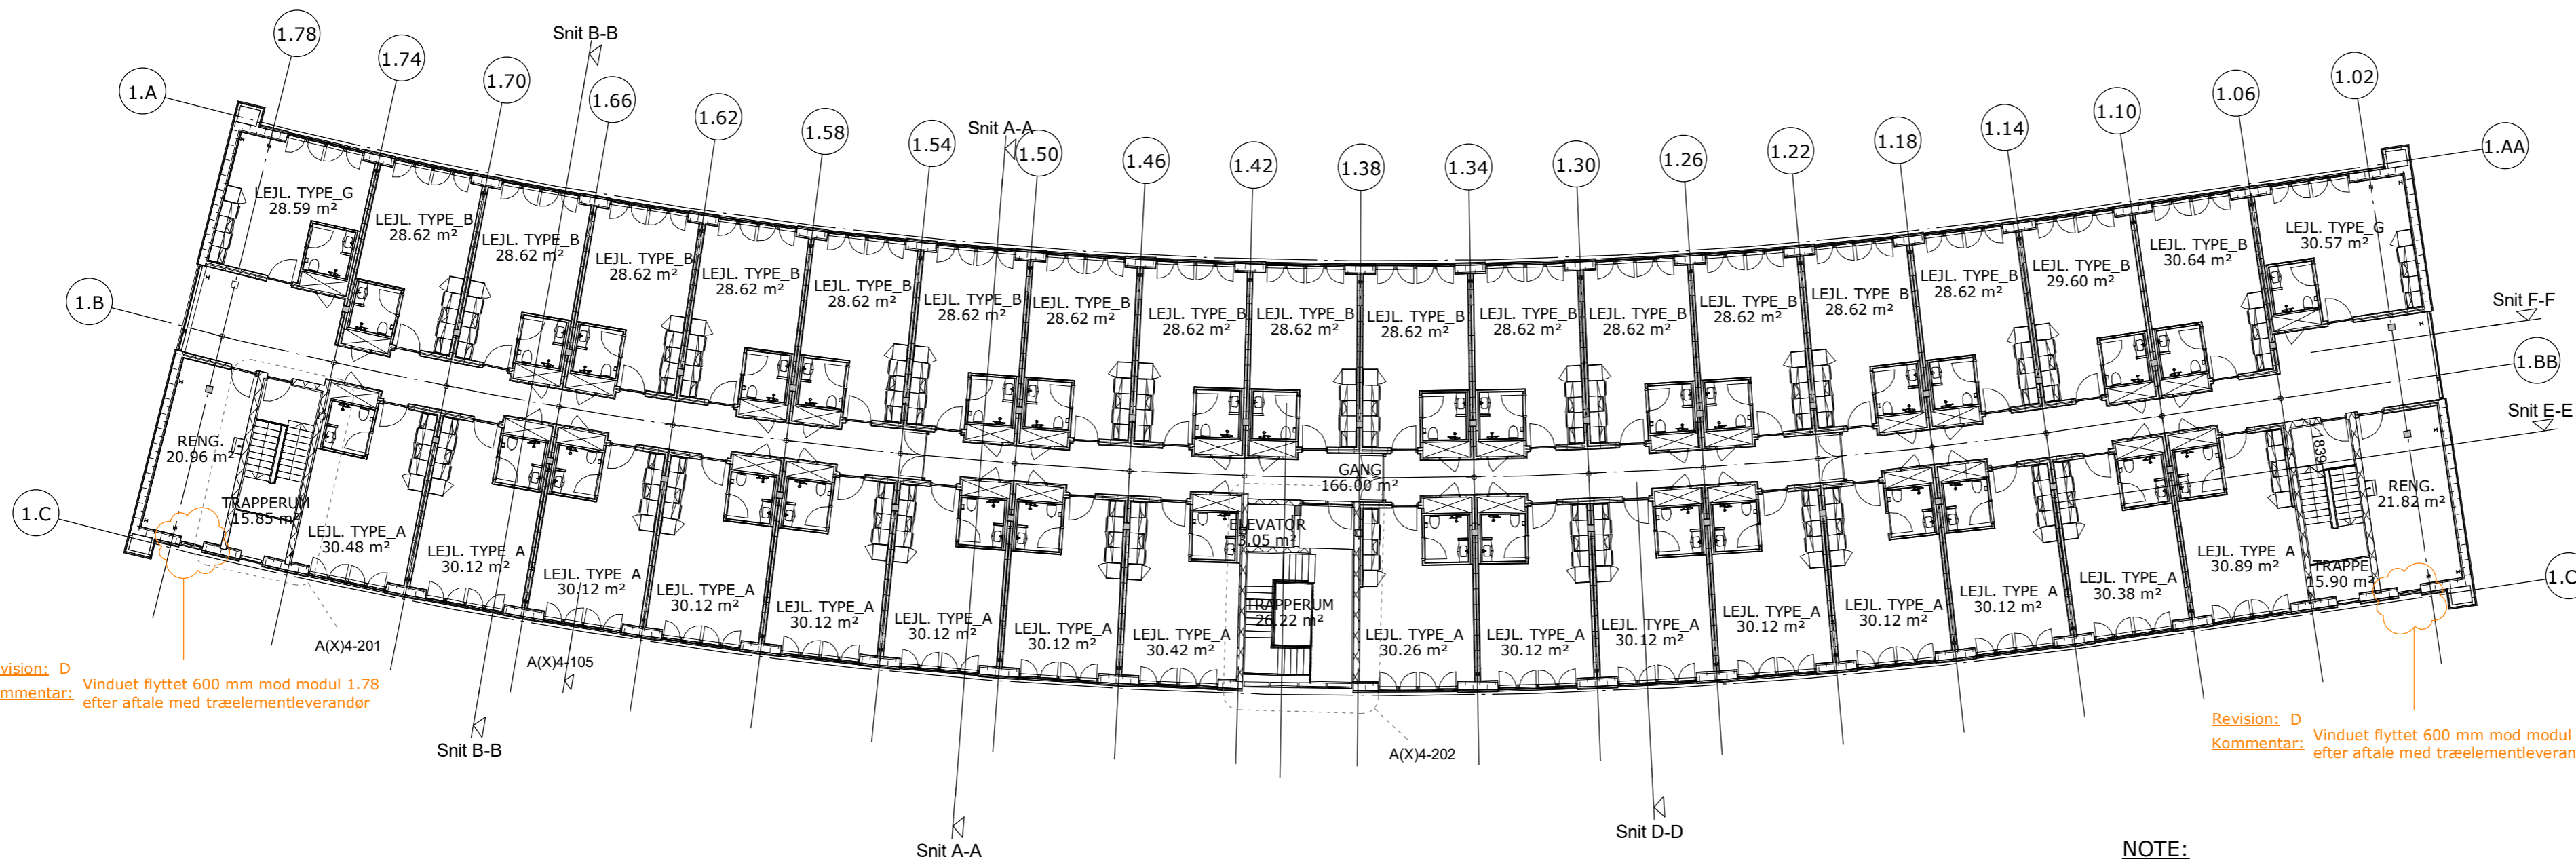 Snit B-B
1.78
1.74
1.70
1.66
1.62
1.58
1.54
Snit A-A
1.50
1.46
1.42
1.38
1.34
1.30
1.26
1.22
1.18
1.14
1.10
1.06
1.02
1.A
1.AA
LEJL. TYPE_G
28.59 m²
LEJL. TYPE_B
28.62 m²
LEJL. TYPE_B
28.62 m²
LEJL. TYPE_B
28.62 m²
LEJL. TYPE_B
28.62 m²
LEJL. TYPE_B
28.62 m²
LEJL. TYPE_B
28.62 m²
LEJL. TYPE_B
28.62 m²
LEJL. TYPE_B
28.62 m²
LEJL. TYPE_B
28.62 m²
LEJL. TYPE_B
28.62 m²
LEJL. TYPE_B
28.62 m²
LEJL. TYPE_B
28.62 m²
LEJL. TYPE_B
28.62 m²
LEJL. TYPE_B
28.62 m²
LEJL. TYPE_B
28.62 m²
LEJL. TYPE_B
29.60 m²
LEJL. TYPE_B
30.64 m²
LEJL. TYPE_G
30.57 m²
Snit F-F
1.B
1.BB
Snit E-E
GANG
166.00 m²
RENG.
20.96 m²
TRAPPERUM
15.85 m²
1839
RENG.
21.82 m²
1.C
LEJL. TYPE_A
30.48 m²
LEJL. TYPE_A
30.12 m²
LEJL. TYPE_A
30.12 m²
LEJL. TYPE_A
30.12 m²
LEJL. TYPE_A
30.12 m²
LEJL. TYPE_A
30.12 m²
LEJL. TYPE_A
30.12 m²
LEJL. TYPE_A
30.42 m²
ELEVATOR
3.05 m²
TRAPPERUM
26.22 m²
LEJL. TYPE_A
30.26 m²
LEJL. TYPE_A
30.12 m²
LEJL. TYPE_A
30.12 m²
LEJL. TYPE_A
30.12 m²
LEJL. TYPE_A
30.12 m²
LEJL. TYPE_A
30.12 m²
LEJL. TYPE_A
30.38 m²
LEJL. TYPE_A
30.89 m²
TRAPPE
15.90 m²
A(X)4-201
A(X)4-105
vision: D
mmentar: Vinduet flyttet 600 mm mod modul 1.78
efter aftale med træelementleverandør
Snit B-B
A(X)4-202
Revision: D
Kommentar: Vinduet flyttet 600 mm mod modul
efter aftale med træelementleveran
Snit D-D
Snit A-A
NOTE: